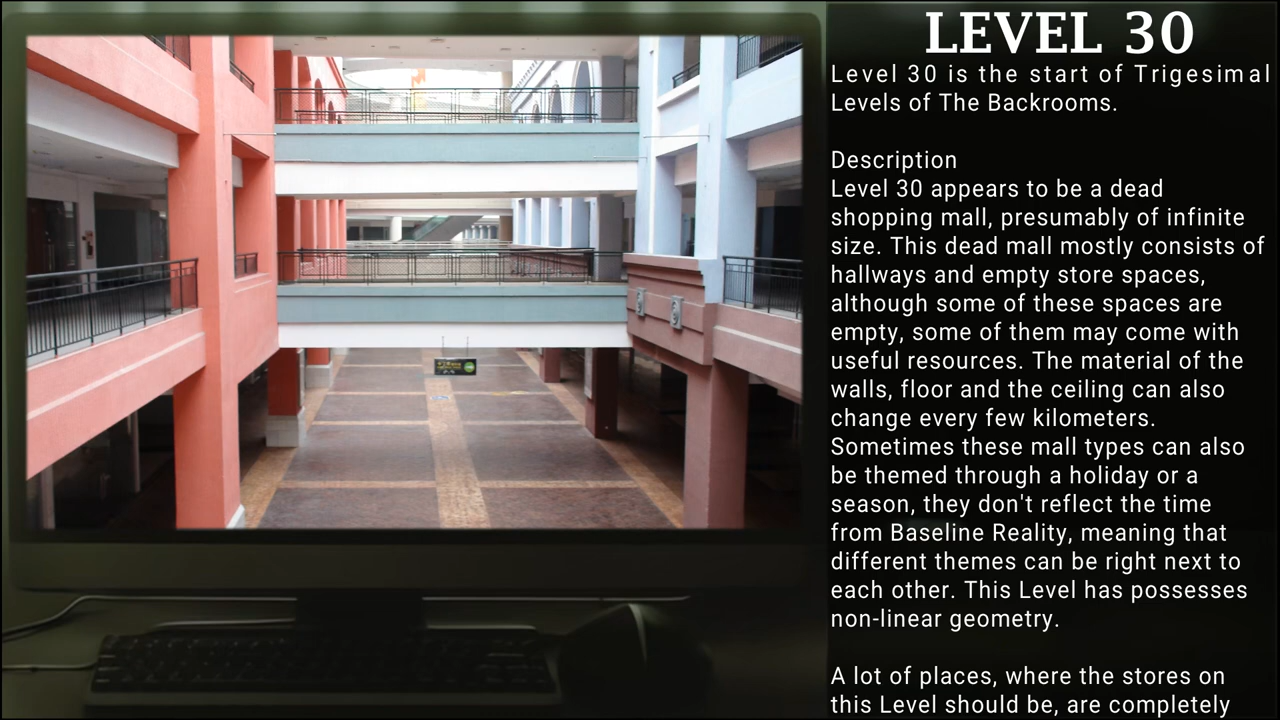 LEVEL 30
Level 30 is the start of Trigesimal
Levels of The Backrooms.
Description
Level 30 appears to be a dead
shopping mall, presumably of infinite
size. This dead mall mostly consists of
hallways and empty store spaces,
although some of these spaces are
empty, some of them may come with
useful resources. The material of the
walls, floor and the ceiling can also
change every few kilometers.
Sometimes these mall types can also
be themed through a holiday or a
season, they don't reflect the time
from Baseline Reality, meaning that
different themes can be right next to
each other. This Level has possesses
non-linear geometry.
A lot of places, where the stores on
this Level should be, are completely